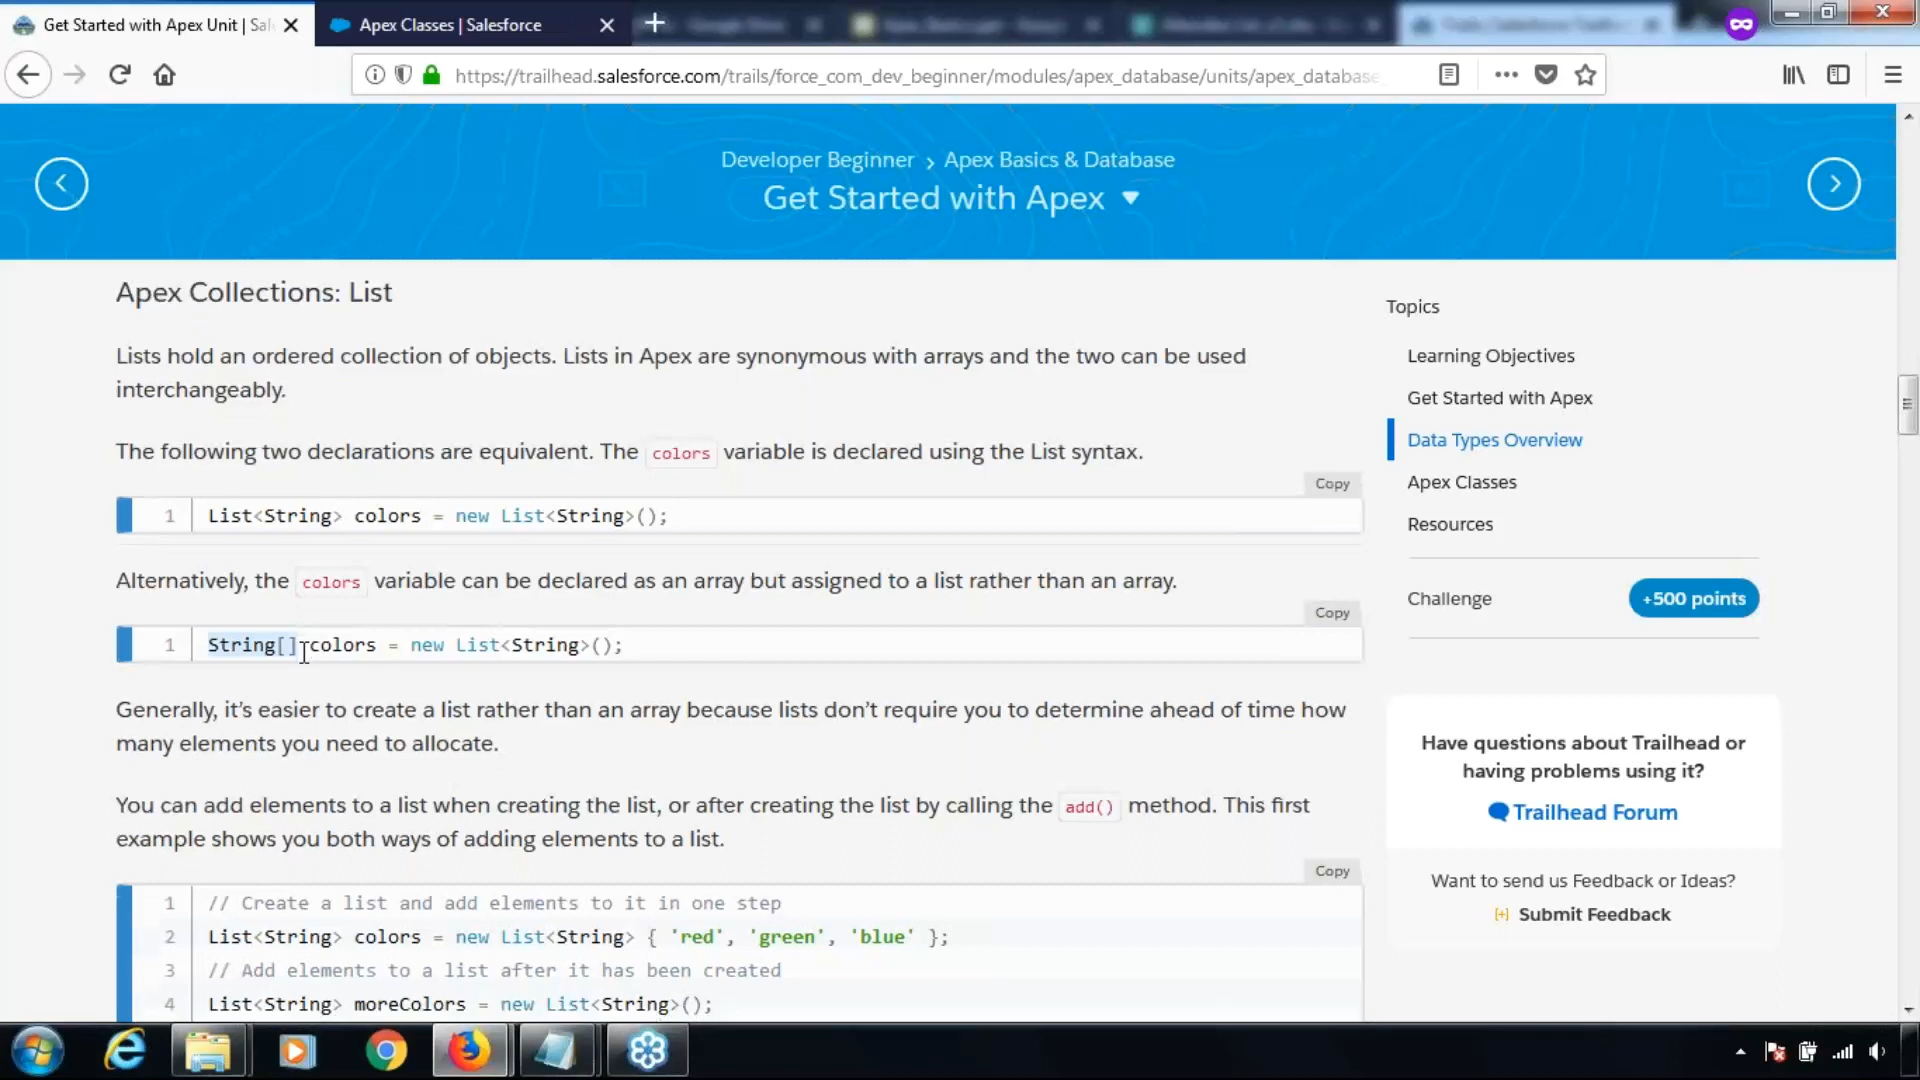 Get Started with Apex Unit | Sal
Apex Classes | Salesforce
https://trailhead.salesforce.com/trails/force_com_dev_beginner/modules/apex_database/units/apex_database
Developer Beginner > Apex Basics & Database
Get Started with Apex
Apex Collections: List
Lists hold an ordered collection of objects. Lists in Apex are synonymous with arrays and the two can be used
interchangeably.
The following two declarations are equivalent. The colors variable is declared using the List syntax.
Copy
1 List<String> colors = new List<String>();
Alternatively, the colors variable can be declared as an array but assigned to a list rather than an array.
Copy
1 String[] colors = new List<String>();
Generally, it’s easier to create a list rather than an array because lists don’t require you to determine ahead of time how
many elements you need to allocate.
You can add elements to a list when creating the list, or after creating the list by calling the add() method. This first
example shows you both ways of adding elements to a list.
Copy
1 // Create a list and add elements to it in one step
2 List<String> colors = new List<String> { 'red', 'green', 'blue' };
3 // Add elements to a list after it has been created
4 List<String> moreColors = new List<String>();
Topics
Learning Objectives
Get Started with Apex
Data Types Overview
Apex Classes
Resources
Challenge +500 points
Have questions about Trailhead or
having problems using it?
Trailhead Forum
Want to send us Feedback or Ideas?
[+] Submit Feedback